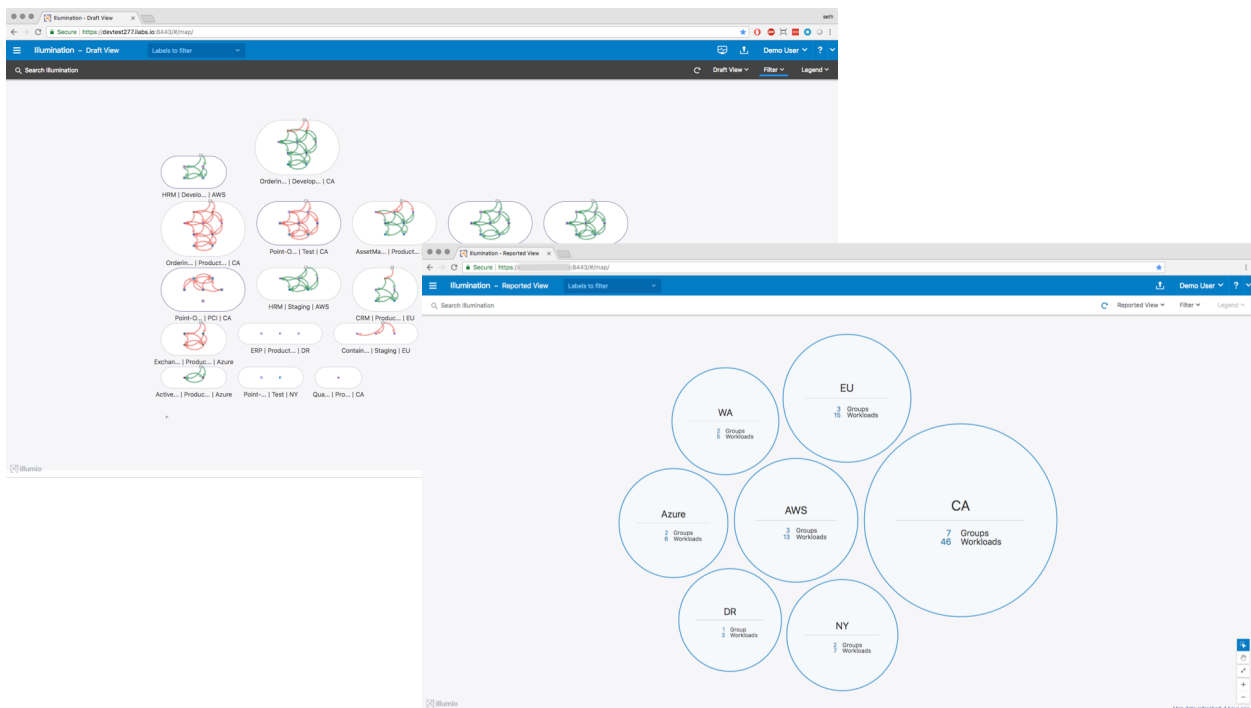 Illumination - Draft View
seth
Secure https://devtest277.ilabs.io:8443/#/map/
Illumination – Draft View Labels to filter Demo User ?
Search Illumination Draft View Filter Legend
Orderin... | Develop... | CA
HRM | Develo... | AWS
Orderin... | Product... | CA
Point-O... | Test | CA
AssetMa... | Product...
Point-O... | PCI | CA
HRM | Staging | AWS
CRM | Produc... | EU
Exchan... | Produc... | Azure
ERP | Product... | DR
Contain... | Staging | EU
Active... | Produc... | Azure
Point-... | Test | NY
Qua... | Pro... | CA
illumio
Illumination - Reported View
Secure https:// :8443/#/map/
Illumination – Reported View Labels to filter Demo User ?
Search Illumination Reported View Filter Legend
EU
3 Groups
15 Workloads
WA
2 Groups
5 Workloads
CA
7 Groups
46 Workloads
Azure
2 Groups
6 Workloads
AWS
3 Groups
13 Workloads
DR
1 Group
3 Workloads
NY
2 Groups
7 Workloads
illumio